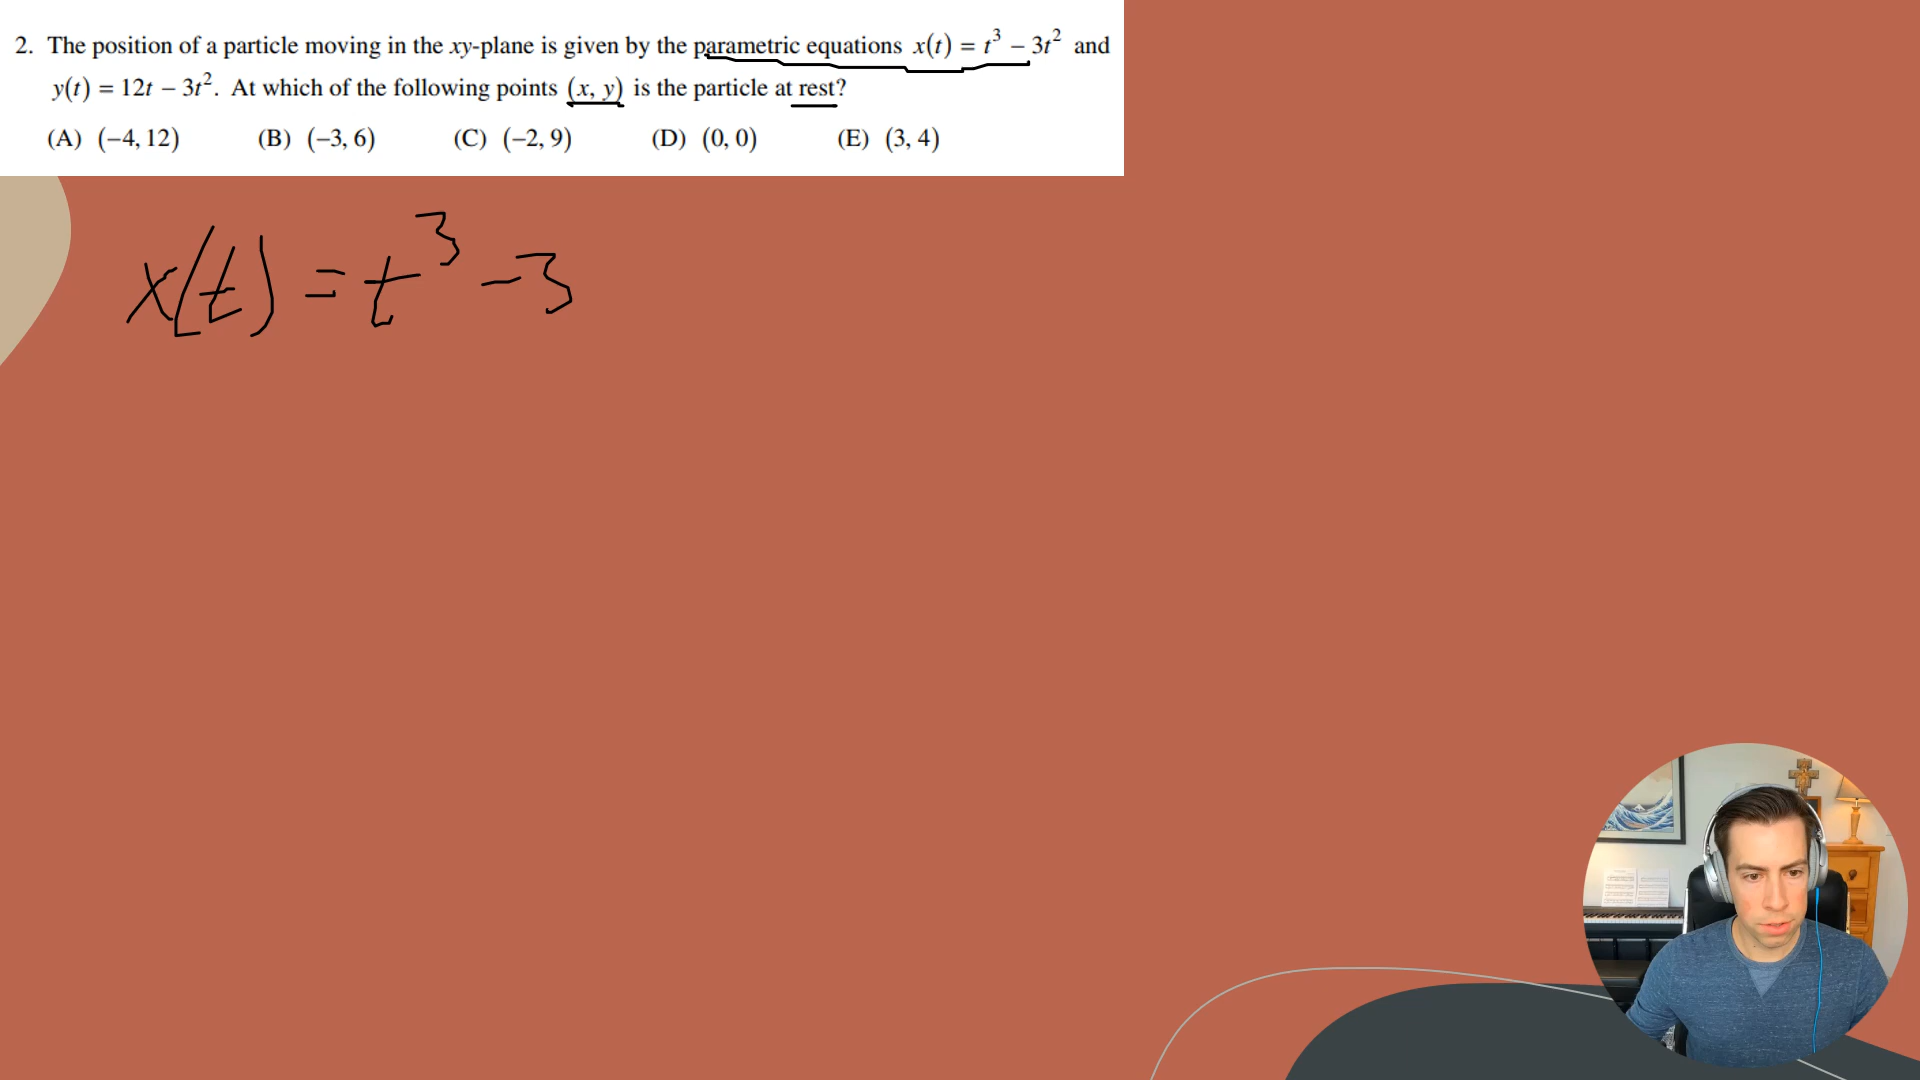 2. The position of a particle moving in the xy-plane is given by the parametric equations x(t) = t³ – 3t² and
y(t) = 12t – 3t². At which of the following points (x, y) is the particle at rest?
(A) (–4, 12) (B) (–3, 6) (C) (–2, 9) (D) (0, 0) (E) (3, 4)
x(t) = t³ – 3